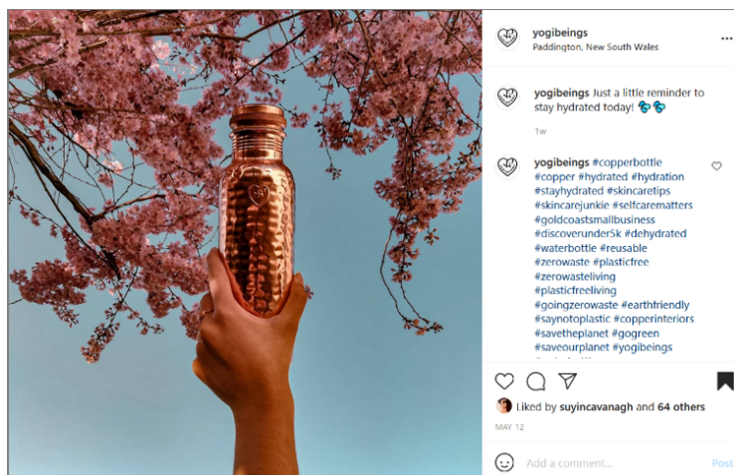 yogibeings
Paddington, New South Wales
yogibeings Just a little reminder to
stay hydrated today!
1w
yogibeings #copperbottle
#copper #hydrated #hydration
#stayhydrated #skincaretips
#skincarejunkie #selfcarematters
#goldcoastsmallbusiness
#discoverunder5k #dehydrated
#waterbottle #reusable
#zerowaste #plasticfree
#zerowasteliving
#plasticfreeliving
#goingzerowaste #earthfriendly
#saynotoplastic #copperinteriors
#savetheplanet #gogreen
#saveourplanet #yogibeings
Liked by suyincavanagh and 64 others
MAY 12
Add a comment...
Post